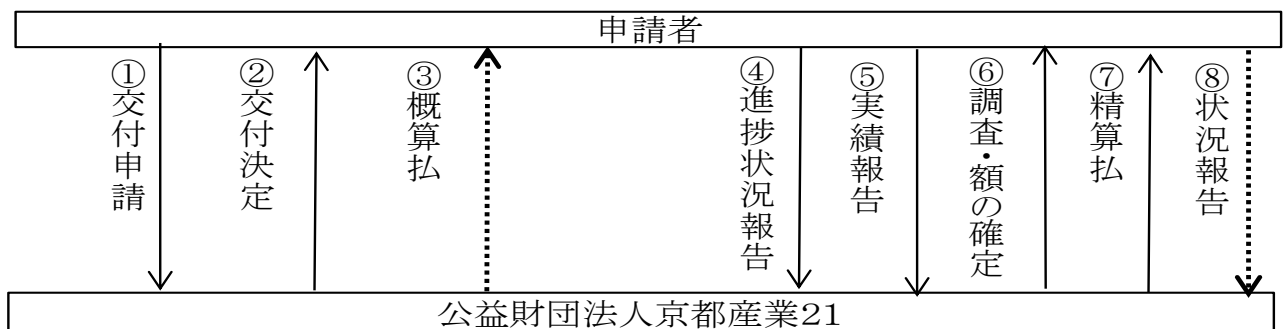 申請者
①交付申請
②交付決定
③概算払
④進捗状況報告
⑤実績報告
⑥調査・額の確定
⑦精算払
⑧状況報告
公益財団法人京都産業21